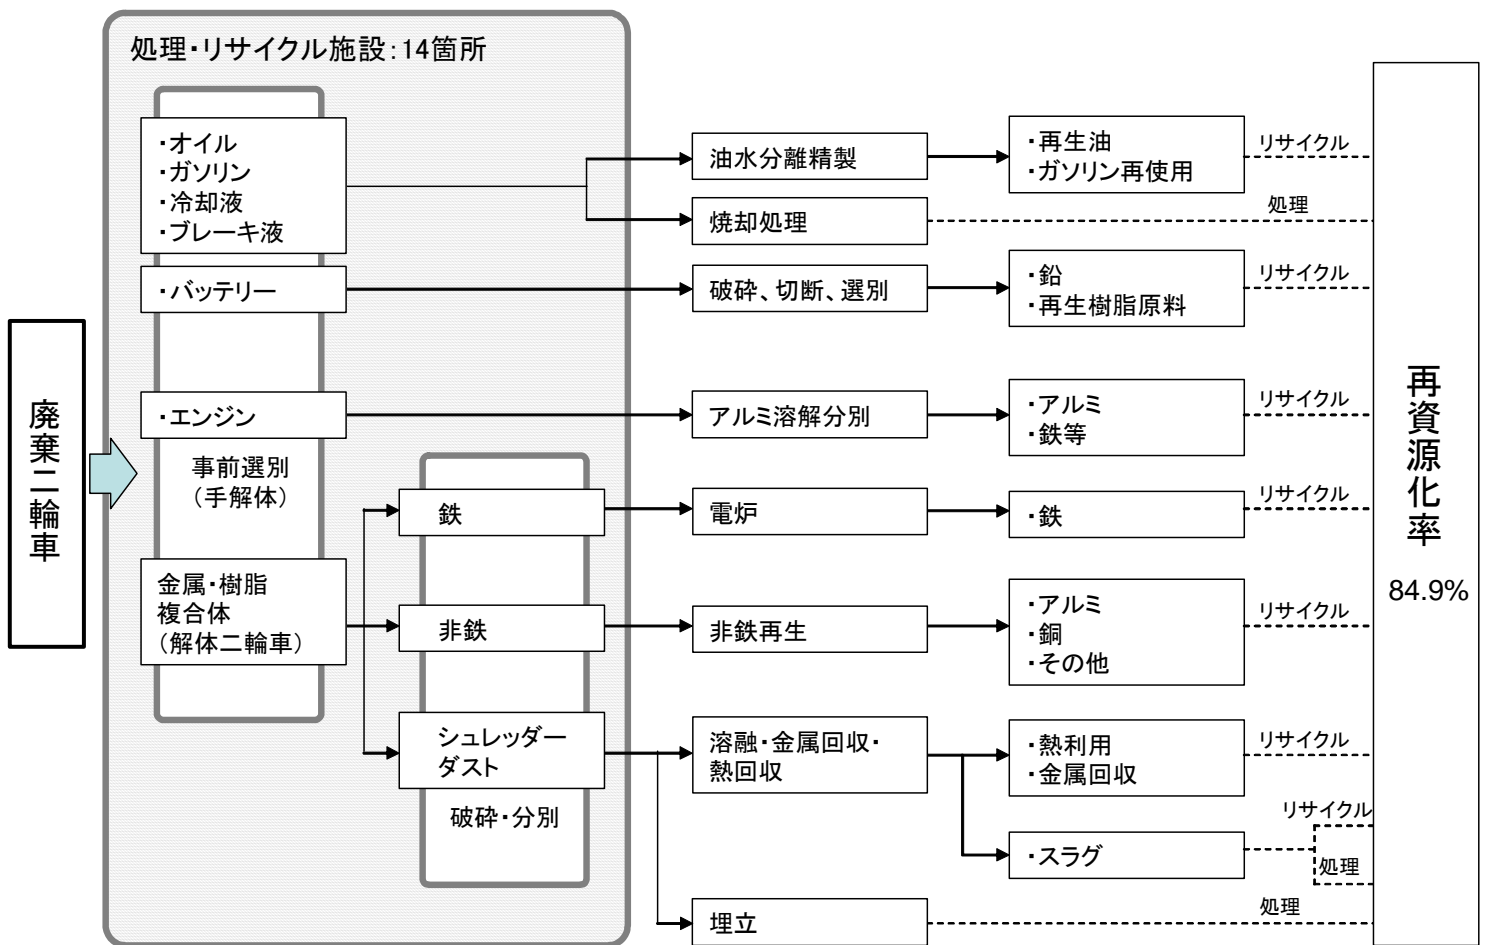 処理・リサイクル施設:14箇所
廃棄二輪車
・オイル
・ガソリン
・冷却液
・ブレーキ液
・バッテリー
・エンジン
事前選別
(手解体)
金属・樹脂
複合体
(解体二輪車)
鉄
非鉄
シュレッダー
ダスト
破砕・分別
油水分離精製
焼却処理
破砕、切断、選別
アルミ溶解分別
電炉
非鉄再生
溶融・金属回収・
熱回収
埋立
・再生油
・ガソリン再使用
・鉛
・再生樹脂原料
・アルミ
・鉄等
・鉄
・アルミ
・銅
・その他
・熱利用
・金属回収
・スラグ
リサイクル
処理
リサイクル
リサイクル
リサイクル
リサイクル
リサイクル
リサイクル
処理
処理
再資源化率
84.9%